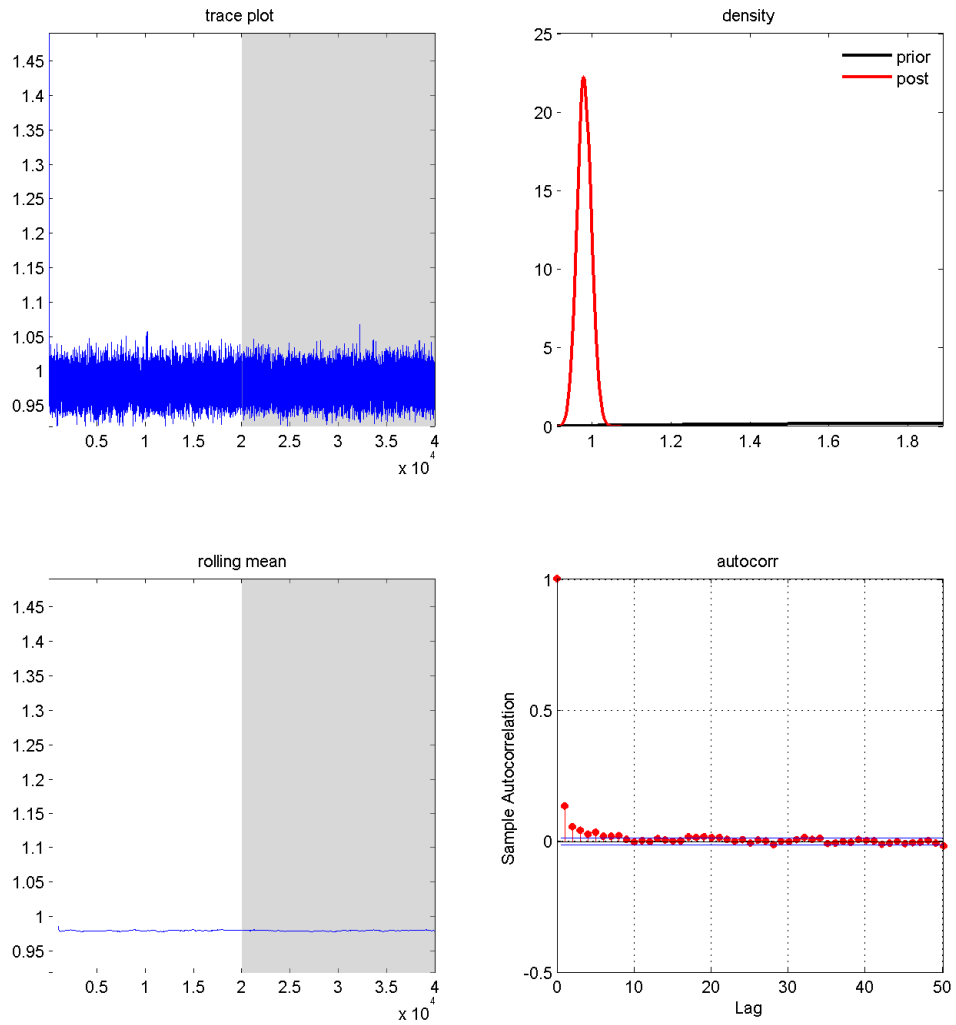 trace plot
1.45
1.4
1.35
1.3
1.25
1.2
1.15
1.1
1.05
1
0.95
0.5 1 1.5 2 2.5 3 3.5 4
x 10^4
density
25
20
15
10
5
0
1 1.2 1.4 1.6 1.8
prior
post
rolling mean
1.45
1.4
1.35
1.3
1.25
1.2
1.15
1.1
1.05
1
0.95
0.5 1 1.5 2 2.5 3 3.5 4
x 10^4
autocorr
Sample Autocorrelation
1
0.5
0
-0.5
0 10 20 30 40 50
Lag